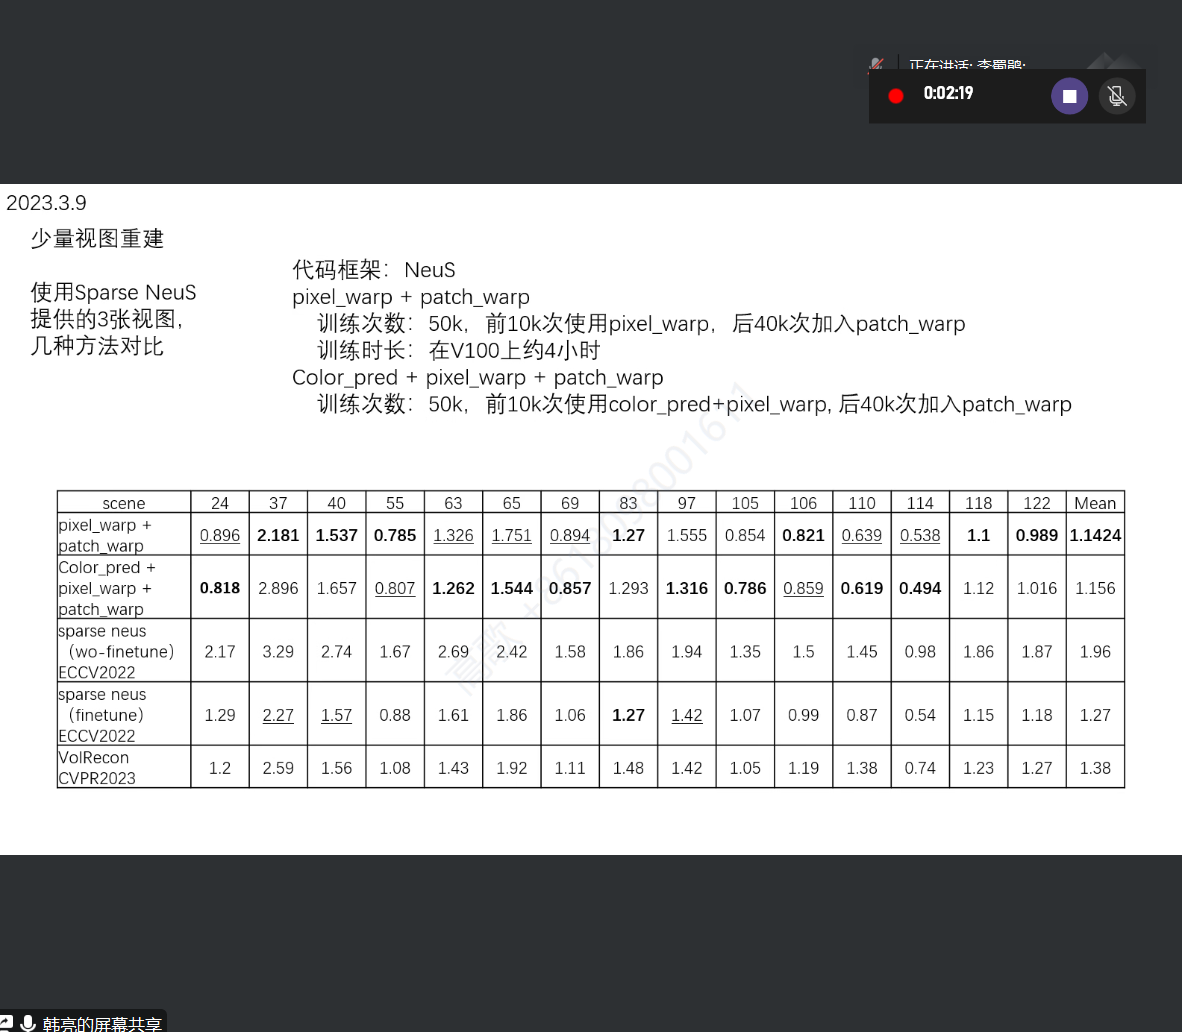 正在讲话: 李蜀鹃;
0:02:19
2023.3.9
少量视图重建
使用Sparse NeuS
提供的3张视图，
几种方法对比
代码框架：NeuS
pixel_warp + patch_warp
训练次数：50k，前10k次使用pixel_warp，后40k次加入patch_warp
训练时长：在V100上约4小时
Color_pred + pixel_warp + patch_warp
训练次数：50k，前10k次使用color_pred+pixel_warp, 后40k次加入patch_warp
scene 24 37 40 55 63 65 69 83 97 105 106 110 114 118 122 Mean
pixel_warp +
patch_warp 0.896 2.181 1.537 0.785 1.326 1.751 0.894 1.27 1.555 0.854 0.821 0.639 0.538 1.1 0.989 1.1424
Color_pred +
pixel_warp +
patch_warp 0.818 2.896 1.657 0.807 1.262 1.544 0.857 1.293 1.316 0.786 0.859 0.619 0.494 1.12 1.016 1.156
sparse neus
（wo-finetune）
ECCV2022 2.17 3.29 2.74 1.67 2.69 2.42 1.58 1.86 1.94 1.35 1.5 1.45 0.98 1.86 1.87 1.96
sparse neus
（finetune）
ECCV2022 1.29 2.27 1.57 0.88 1.61 1.86 1.06 1.27 1.42 1.07 0.99 0.87 0.54 1.15 1.18 1.27
VolRecon
CVPR2023 1.2 2.59 1.56 1.08 1.43 1.92 1.11 1.48 1.42 1.05 1.19 1.38 0.74 1.23 1.27 1.38
韩亮的屏幕共享